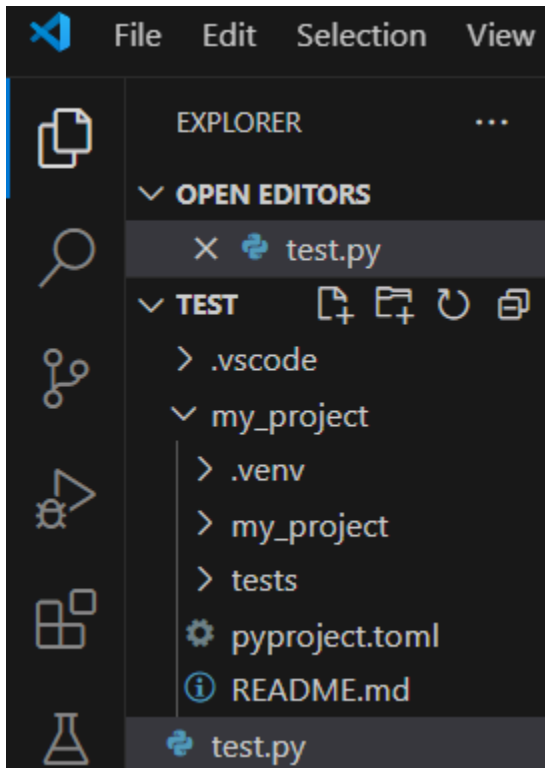 File Edit Selection View
EXPLORER
OPEN EDITORS
test.py
TEST
.vscode
my_project
.venv
my_project
tests
pyproject.toml
README.md
test.py